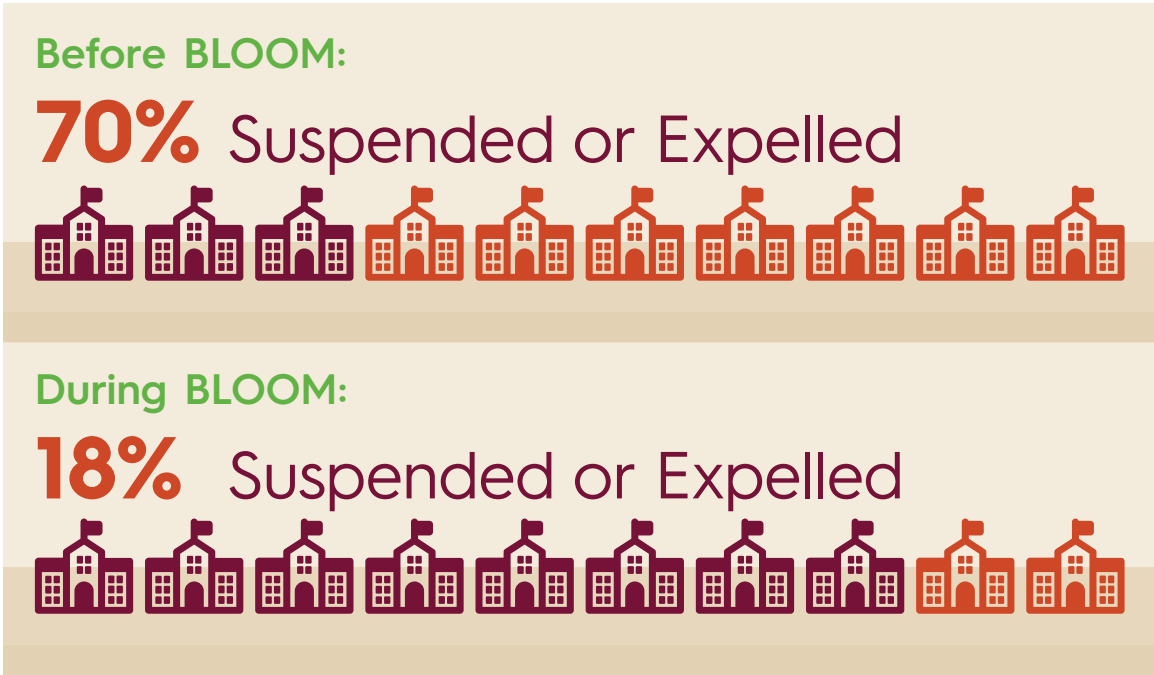 Before BLOOM:
70% Suspended or Expelled
During BLOOM:
18% Suspended or Expelled